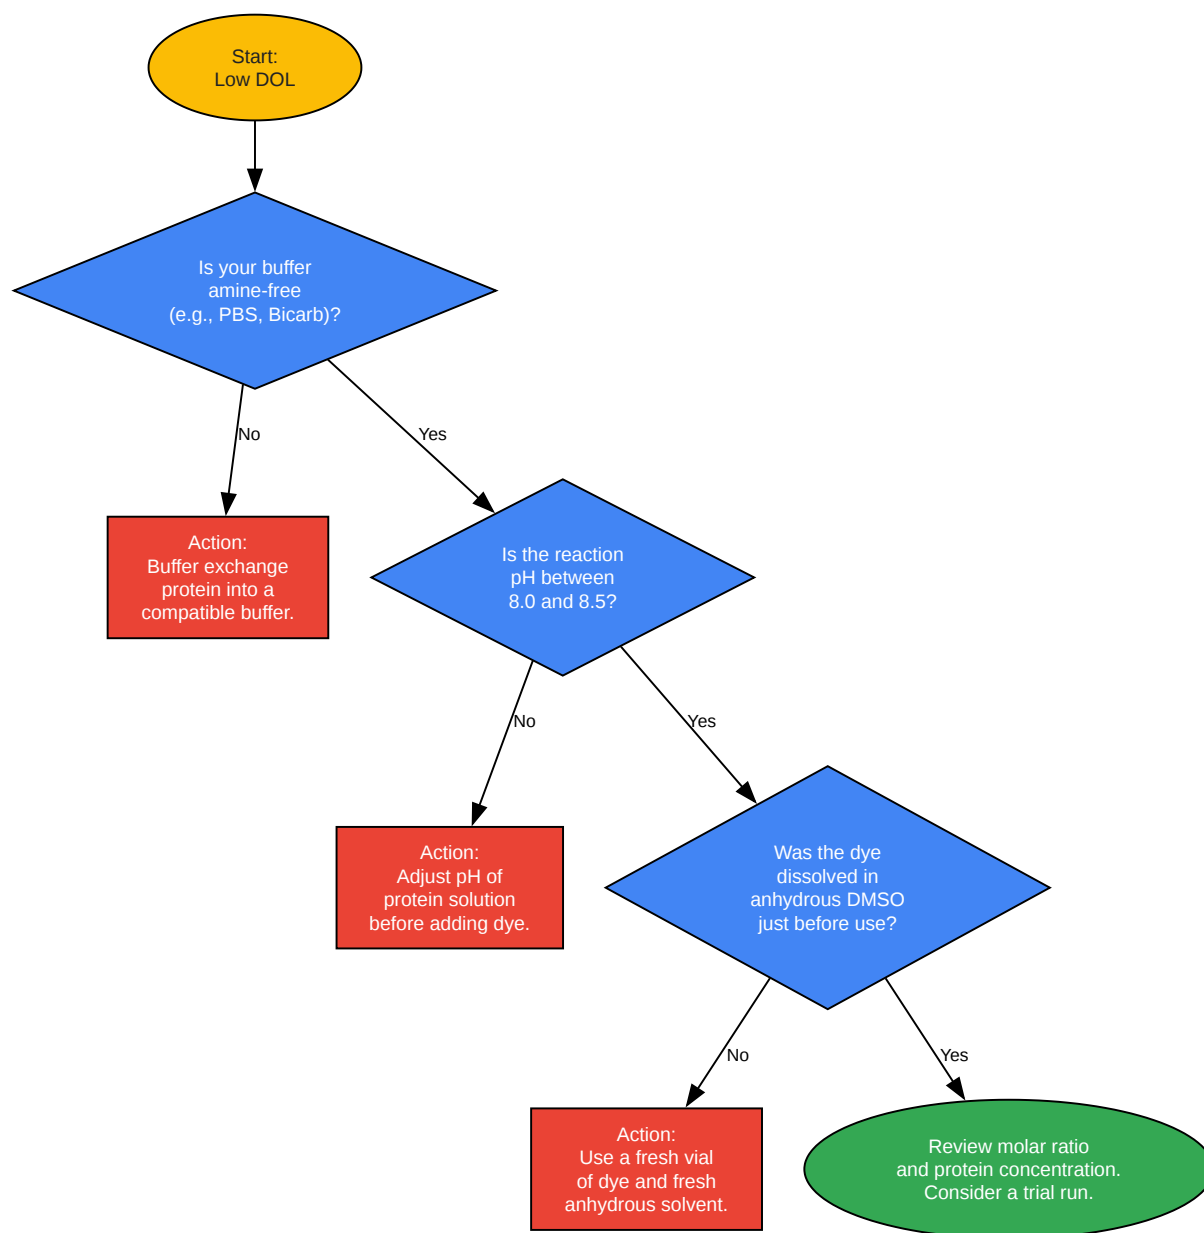 Start:
Low DOL
Is your buffer
amine-free
(e.g., PBS, Bicarb)?
No
Yes
Action:
Buffer exchange
protein into a
compatible buffer.
Is the reaction
pH between
8.0 and 8.5?
No
Yes
Action:
Adjust pH of
protein solution
before adding dye.
Was the dye
dissolved in
anhydrous DMSO
just before use?
No
Yes
Action:
Use a fresh vial
of dye and fresh
anhydrous solvent.
Review molar ratio
and protein concentration.
Consider a trial run.